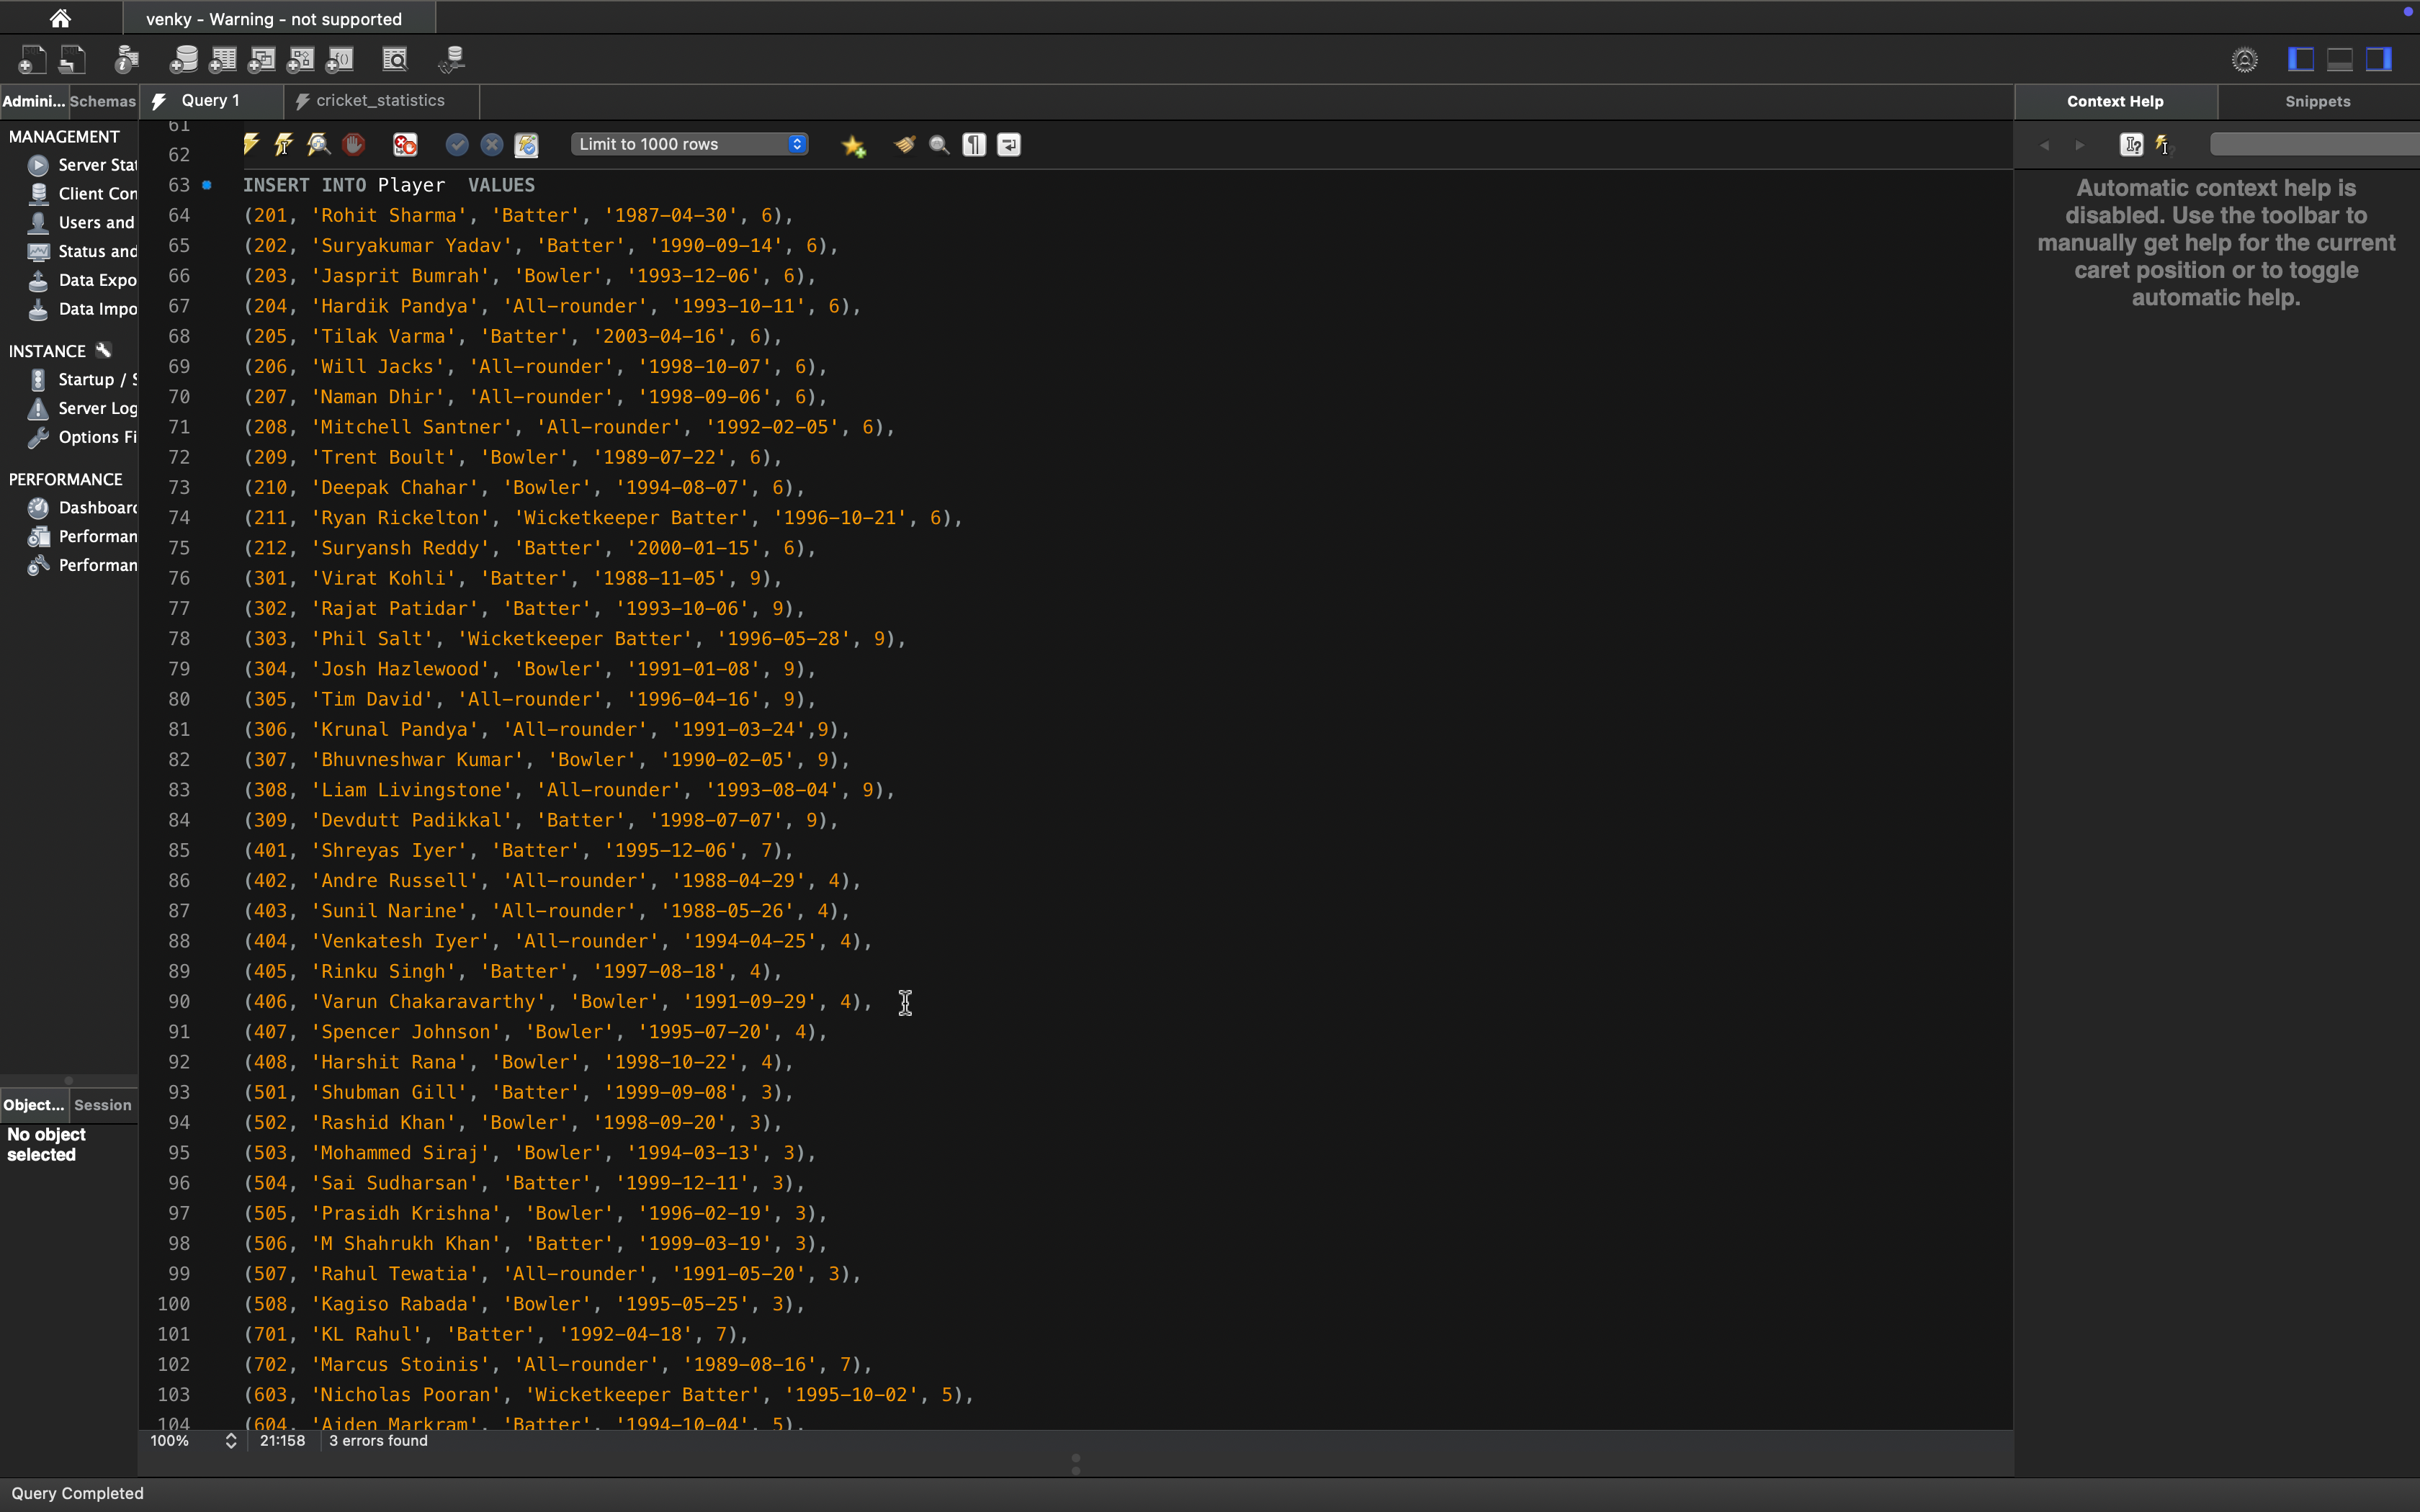 venky - Warning - not supported
Admini... Schemas Query 1 cricket_statistics Context Help Snippets
MANAGEMENT
Server Stat
Client Con
Users and
Status and
Data Expo
Data Impo
INSTANCE
Startup / S
Server Log
Options Fi
PERFORMANCE
Dashboard
Performan
Performan
Object... Session
No object
selected
Limit to 1000 rows
61
62
63 INSERT INTO Player VALUES
64 (201, 'Rohit Sharma', 'Batter', '1987-04-30', 6),
65 (202, 'Suryakumar Yadav', 'Batter', '1990-09-14', 6),
66 (203, 'Jasprit Bumrah', 'Bowler', '1993-12-06', 6),
67 (204, 'Hardik Pandya', 'All-rounder', '1993-10-11', 6),
68 (205, 'Tilak Varma', 'Batter', '2003-04-16', 6),
69 (206, 'Will Jacks', 'All-rounder', '1998-10-07', 6),
70 (207, 'Naman Dhir', 'All-rounder', '1998-09-06', 6),
71 (208, 'Mitchell Santner', 'All-rounder', '1992-02-05', 6),
72 (209, 'Trent Boult', 'Bowler', '1989-07-22', 6),
73 (210, 'Deepak Chahar', 'Bowler', '1994-08-07', 6),
74 (211, 'Ryan Rickelton', 'Wicketkeeper Batter', '1996-10-21', 6),
75 (212, 'Suryansh Reddy', 'Batter', '2000-01-15', 6),
76 (301, 'Virat Kohli', 'Batter', '1988-11-05', 9),
77 (302, 'Rajat Patidar', 'Batter', '1993-10-06', 9),
78 (303, 'Phil Salt', 'Wicketkeeper Batter', '1996-05-28', 9),
79 (304, 'Josh Hazlewood', 'Bowler', '1991-01-08', 9),
80 (305, 'Tim David', 'All-rounder', '1996-04-16', 9),
81 (306, 'Krunal Pandya', 'All-rounder', '1991-03-24',9),
82 (307, 'Bhuvneshwar Kumar', 'Bowler', '1990-02-05', 9),
83 (308, 'Liam Livingstone', 'All-rounder', '1993-08-04', 9),
84 (309, 'Devdutt Padikkal', 'Batter', '1998-07-07', 9),
85 (401, 'Shreyas Iyer', 'Batter', '1995-12-06', 7),
86 (402, 'Andre Russell', 'All-rounder', '1988-04-29', 4),
87 (403, 'Sunil Narine', 'All-rounder', '1988-05-26', 4),
88 (404, 'Venkatesh Iyer', 'All-rounder', '1994-04-25', 4),
89 (405, 'Rinku Singh', 'Batter', '1997-08-18', 4),
90 (406, 'Varun Chakaravarthy', 'Bowler', '1991-09-29', 4),
91 (407, 'Spencer Johnson', 'Bowler', '1995-07-20', 4),
92 (408, 'Harshit Rana', 'Bowler', '1998-10-22', 4),
93 (501, 'Shubman Gill', 'Batter', '1999-09-08', 3),
94 (502, 'Rashid Khan', 'Bowler', '1998-09-20', 3),
95 (503, 'Mohammed Siraj', 'Bowler', '1994-03-13', 3),
96 (504, 'Sai Sudharsan', 'Batter', '1999-12-11', 3),
97 (505, 'Prasidh Krishna', 'Bowler', '1996-02-19', 3),
98 (506, 'M Shahrukh Khan', 'Batter', '1999-03-19', 3),
99 (507, 'Rahul Tewatia', 'All-rounder', '1991-05-20', 3),
100 (508, 'Kagiso Rabada', 'Bowler', '1995-05-25', 3),
101 (701, 'KL Rahul', 'Batter', '1992-04-18', 7),
102 (702, 'Marcus Stoinis', 'All-rounder', '1989-08-16', 7),
103 (603, 'Nicholas Pooran', 'Wicketkeeper Batter', '1995-10-02', 5),
104 (604, 'Aiden Markram', 'Batter', '1994-10-04', 5),
100% 21:158 3 errors found
Automatic context help is
disabled. Use the toolbar to
manually get help for the current
caret position or to toggle
automatic help.
Query Completed